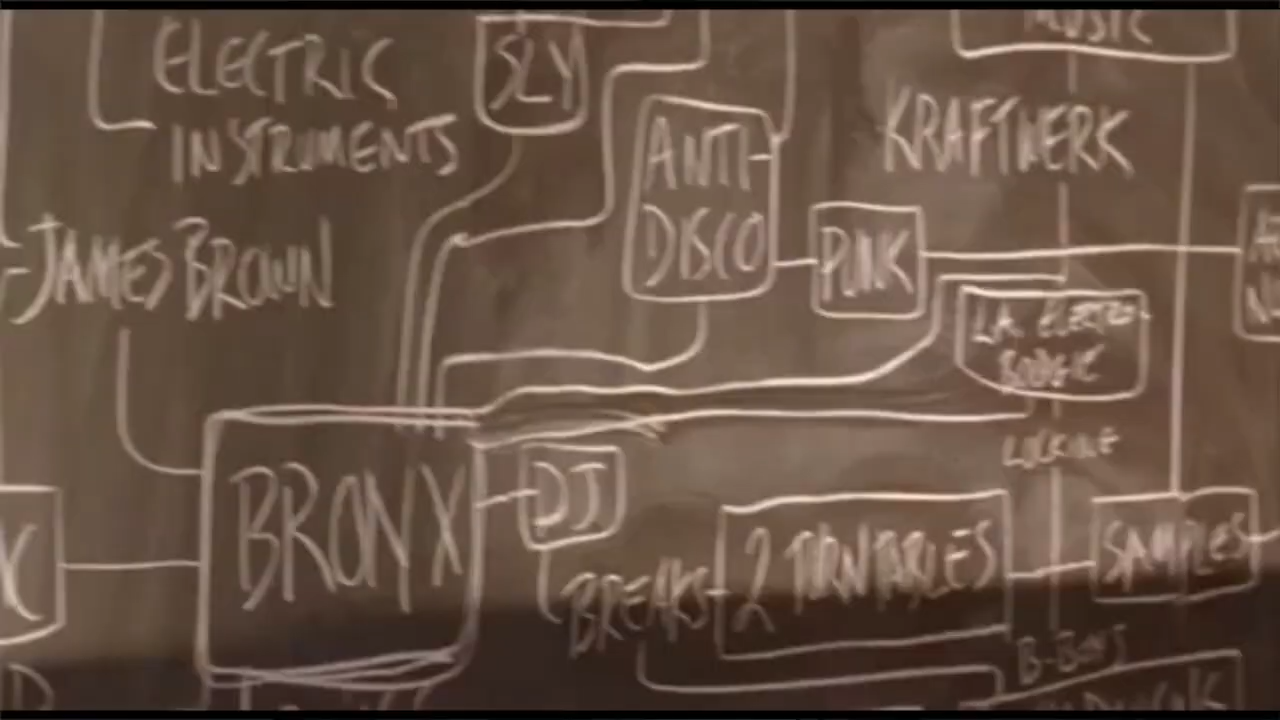 MUSIC
ELECTRIC
INSTRUMENTS
SLY
ANTI-
DISCO
KRAFTWERK
JAMES BROWN
PUNK
L.A. ELECTRO
BOOGIE
LOCKING
BRONX
DJ
BREAKS
2 TURNTABLES
SAMPLES
B-BOYS